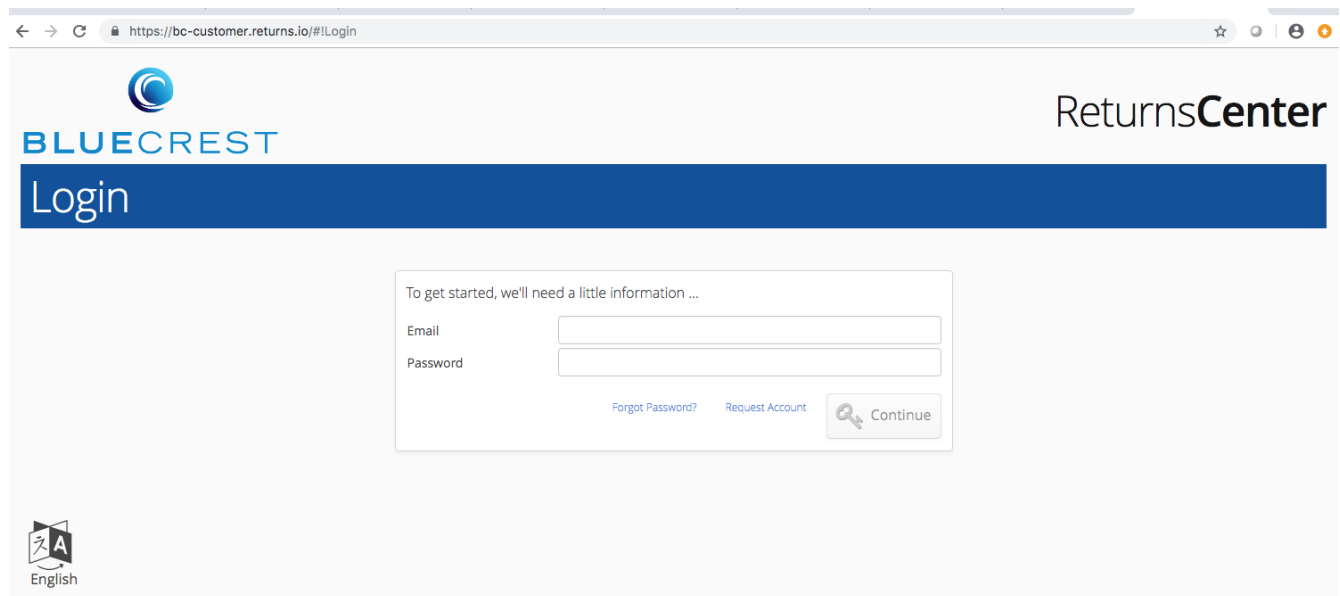 https://bc-customer.returns.io/#!Login
BLUECREST
ReturnsCenter
Login
To get started, we'll need a little information ...
Email
Password
Forgot Password? Request Account Continue
English